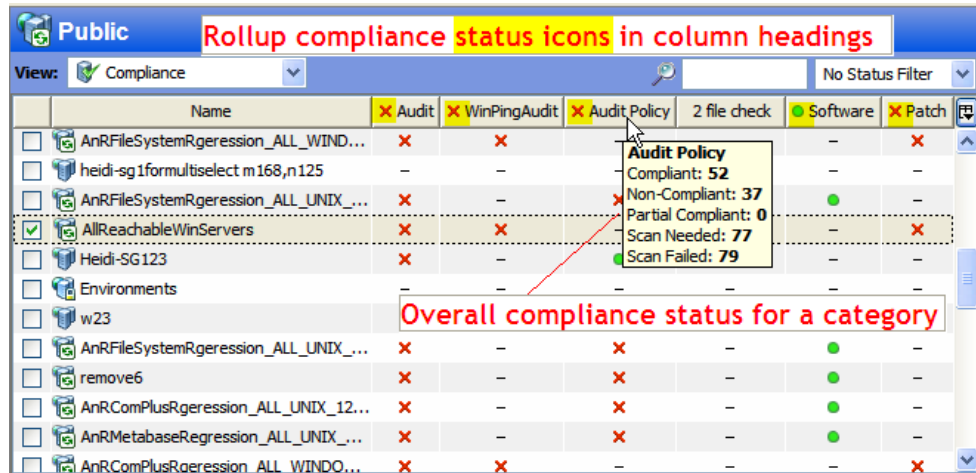 Public
Rollup compliance status icons in column headings
View: Compliance No Status Filter
Name Audit WinPingAudit Audit Policy 2 file check Software Patch
AnRFileSystemRgeression_ALL_WIND...
heidi-sg1formultiselect m168,n125
AnRFileSystemRgeression_ALL_UNIX_...
AllReachableWinServers
Heidi-SG123
Environments
w23
AnRFileSystemRgeression_ALL_UNIX_...
remove6
AnRComPlusRgeression_ALL_UNIX_12...
AnRMetabaseRegression_ALL_UNIX_...
AnRComPlusRgeression_ALL_WINDO...
Audit Policy
Compliant: 52
Non-Compliant: 37
Partial Compliant: 0
Scan Needed: 77
Scan Failed: 79
Overall compliance status for a category